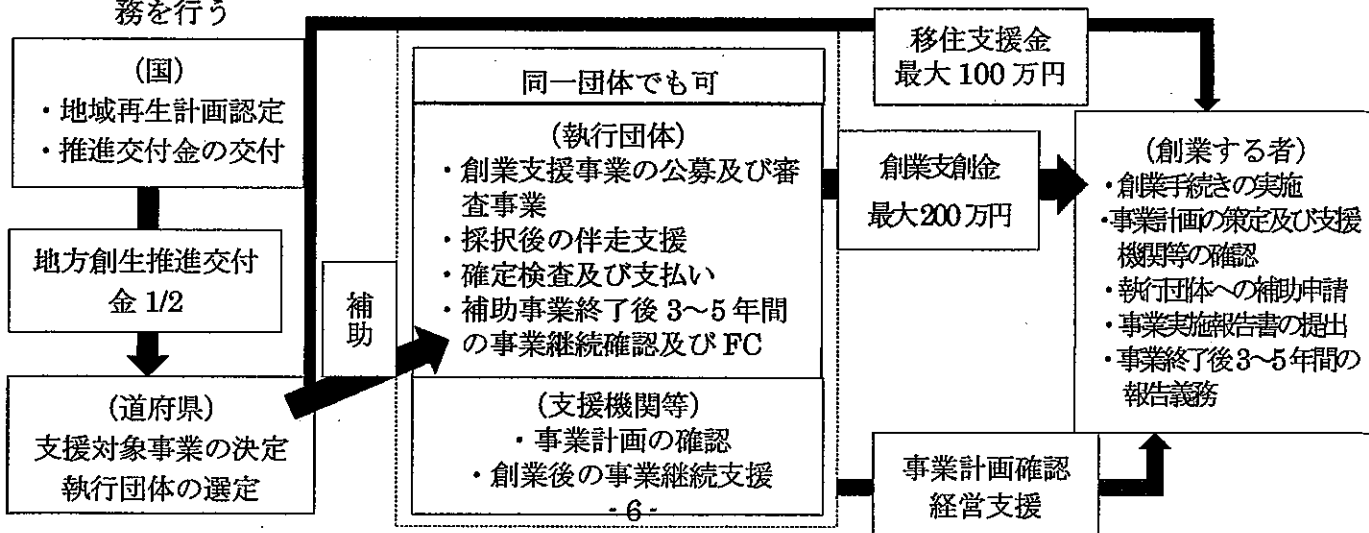 務を行う
(国)
・地域再生計画認定
・推進交付金の交付
地方創生推進交付
金 1/2
(道府県)
支援対象事業の決定
執行団体の選定
補
助
同一団体でも可
(執行団体)
・創業支援事業の公募及び審
査事業
・採択後の伴走支援
・確定検査及び支払い
・補助事業終了後 3～5 年間
の事業継続確認及び FC
(支援機関等)
・事業計画の確認
・創業後の事業継続支援
- 6 -
移住支援金
最大 100 万円
創業支創金
最大200 万円
事業計画確認
経営支援
(創業する者)
・創業手続きの実施
・事業計画の策定及び支援
機関等の確認
・執行団体への補助申請
・事業実施報告書の提出
・事業終了後 3～5 年間の
報告義務